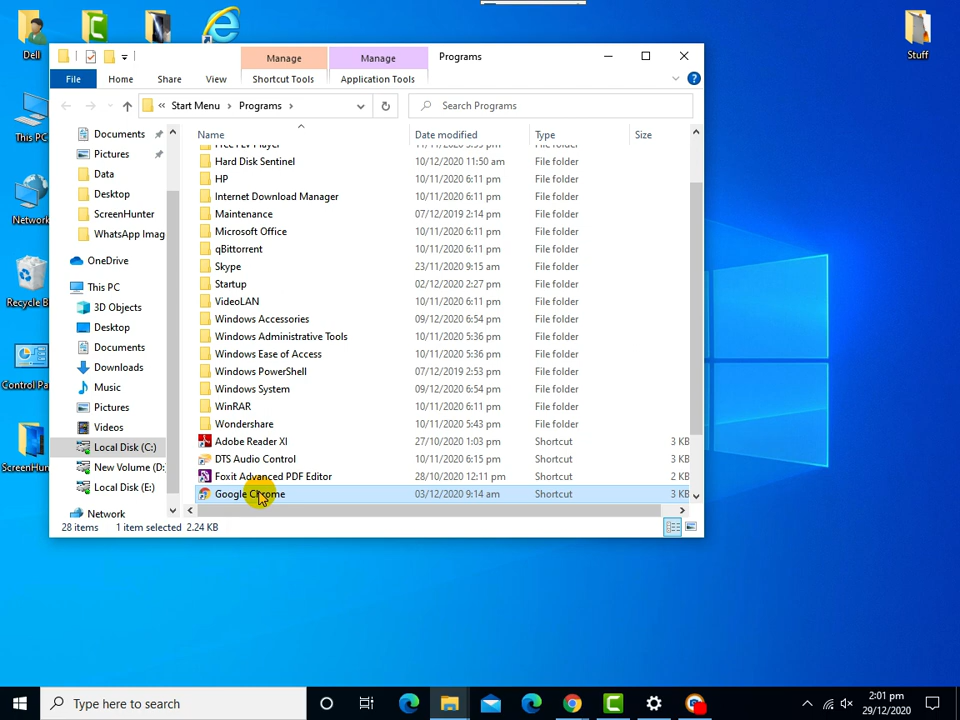 Dell
Stuff
This PC
Network
Recycle B
Control Pa
ScreenHun
Manage
Manage
Programs
File
Home
Share
View
Shortcut Tools
Application Tools
« Start Menu › Programs ›
Search Programs
Documents
Pictures
Data
Desktop
ScreenHunter
WhatsApp Imag
OneDrive
This PC
3D Objects
Desktop
Documents
Downloads
Music
Pictures
Videos
Local Disk (C:)
New Volume (D:
Local Disk (E:)
Network
Name Date modified Type Size
Hard Disk Sentinel 10/12/2020 11:50 am File folder
HP 10/11/2020 6:11 pm File folder
Internet Download Manager 10/11/2020 6:11 pm File folder
Maintenance 07/12/2019 2:14 pm File folder
Microsoft Office 10/11/2020 6:11 pm File folder
qBittorrent 10/11/2020 6:11 pm File folder
Skype 23/11/2020 9:15 am File folder
Startup 02/12/2020 2:27 pm File folder
VideoLAN 10/11/2020 6:11 pm File folder
Windows Accessories 09/12/2020 6:54 pm File folder
Windows Administrative Tools 10/11/2020 5:36 pm File folder
Windows Ease of Access 10/11/2020 5:36 pm File folder
Windows PowerShell 07/12/2019 2:53 pm File folder
Windows System 09/12/2020 6:54 pm File folder
WinRAR 10/11/2020 6:11 pm File folder
Wondershare 10/11/2020 5:43 pm File folder
Adobe Reader XI 27/10/2020 1:03 pm Shortcut 3 KB
DTS Audio Control 10/11/2020 6:15 pm Shortcut 3 KB
Foxit Advanced PDF Editor 28/10/2020 12:11 pm Shortcut 2 KB
Google Chrome 03/12/2020 9:14 am Shortcut 3 KB
28 items 1 item selected 2.24 KB
Type here to search
2:01 pm
29/12/2020